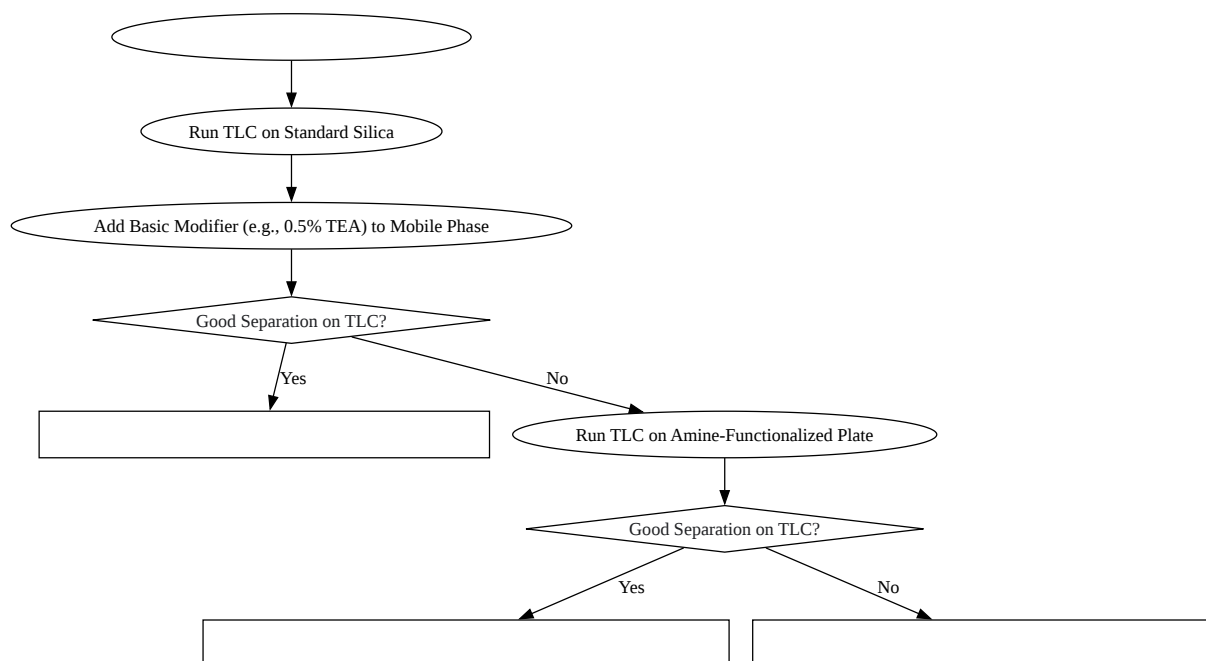 Run TLC on Standard Silica
Add Basic Modifier (e.g., 0.5% TEA) to Mobile Phase
Good Separation on TLC?
Yes
No
Run TLC on Amine-Functionalized Plate
Good Separation on TLC?
Yes
No